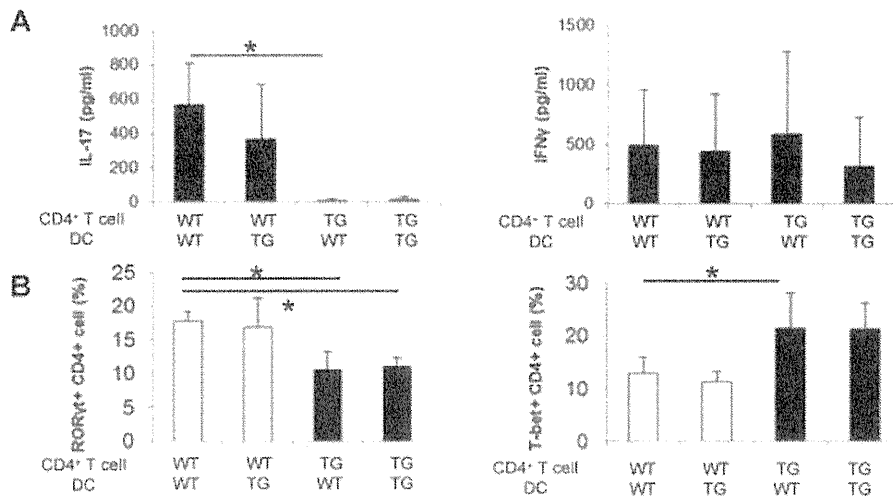 A
IL-17 (pg/ml)
1000
800
600
400
200
0
*
CD4⁺ T cell WT WT TG TG
DC WT TG WT TG
IFNγ (pg/ml)
1500
1000
500
0
CD4⁺ T cell WT WT TG TG
DC WT TG WT TG
B
RORγt+ CD4+ cell (%)
25
20
15
10
5
0
*
*
CD4⁺ T cell WT WT TG TG
DC WT TG WT TG
T-bet+ CD4+ cell (%)
30
20
10
0
*
CD4⁺ T cell WT WT TG TG
DC WT TG WT TG